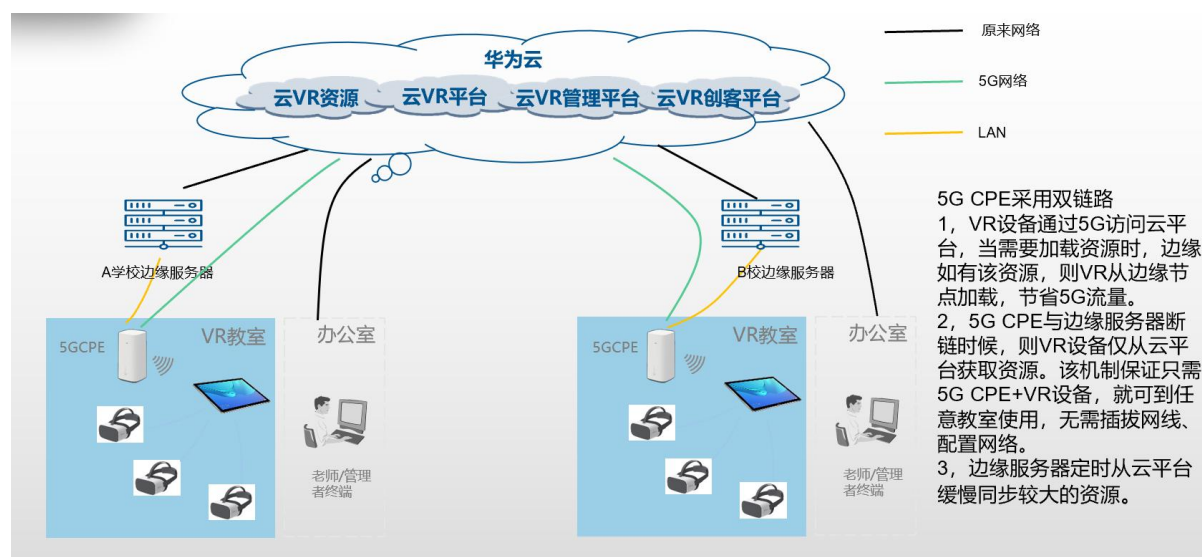 华为云
云VR资源
云VR平台
云VR管理平台
云VR创客平台
原来网络
5G网络
LAN
A学校边缘服务器
B校边缘服务器
5GCPE
VR教室
办公室
老师/管理
者终端
5GCPE
VR教室
办公室
老师/管理
者终端
5G CPE采用双链路
1，VR设备通过5G访问云平
台，当需要加载资源时，边缘
如有该资源，则VR从边缘节
点加载，节省5G流量。
2，5G CPE与边缘服务器断
链时候，则VR设备仅从云平
台获取资源。该机制保证只需
5G CPE+VR设备，就可到任
意教室使用，无需插拔网线、
配置网络。
3，边缘服务器定时从云平台
缓慢同步较大的资源。